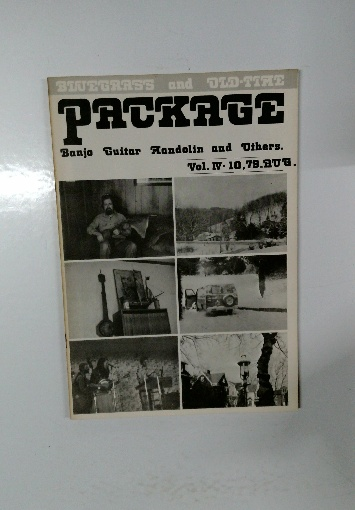 BLUEGRASS and OLD-TIME
PACKAGE
Banjo Guitar Mandolin and Others.
Vol. IV-10,79.AUG.